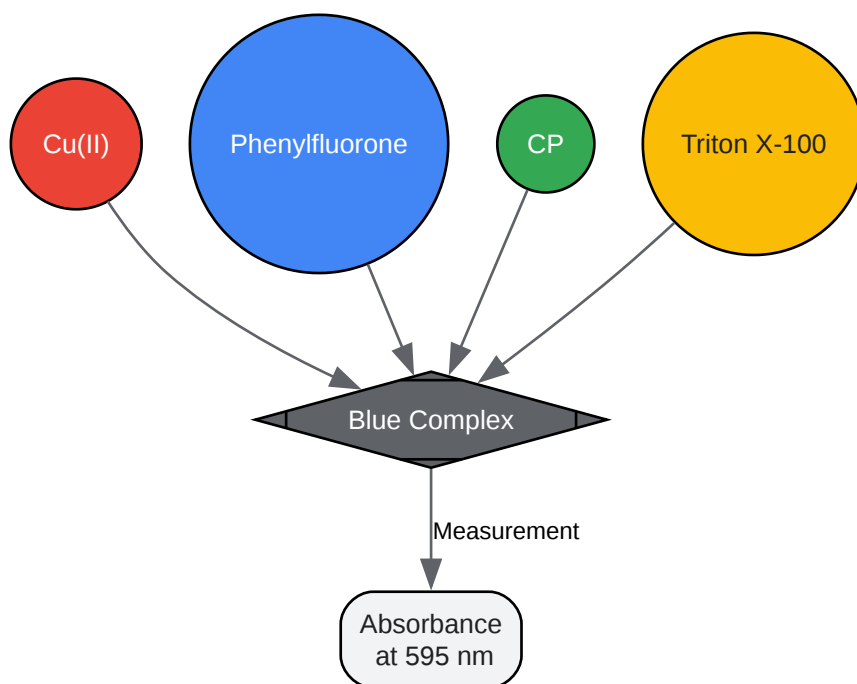 Cu(II)
Phenylfluorone
CP
Triton X-100
Blue Complex
Measurement
Absorbance
at 595 nm